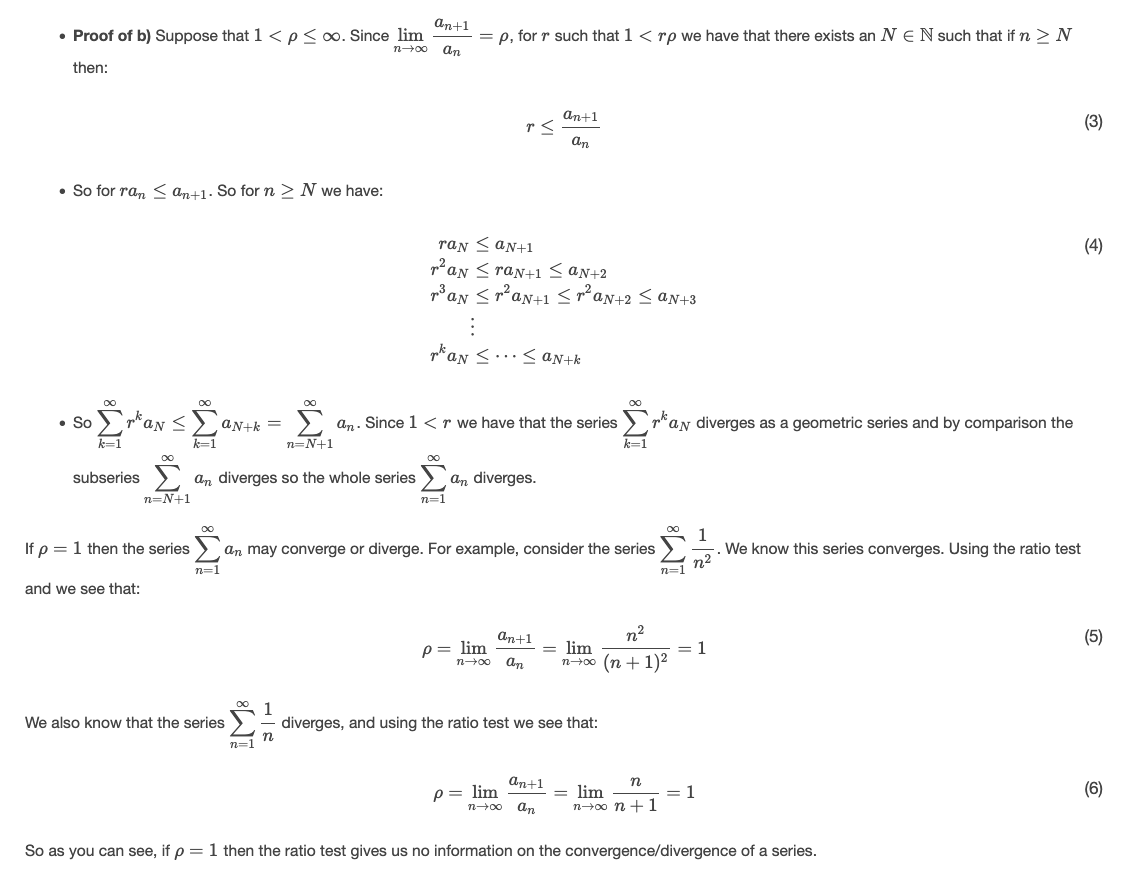 • Proof of b) Suppose that $1 < \rho \leq \infty$. Since $\lim_{n \to \infty} \frac{a_{n+1}}{a_n} = \rho$, for $r$ such that $1 < r\rho$ we have that there exists an $N \in \mathbb{N}$ such that if $n \geq N$
then:
$r \leq \frac{a_{n+1}}{a_n}$ (3)
• So for $ra_n \leq a_{n+1}$. So for $n \geq N$ we have:
$ra_N \leq a_{N+1}$ (4)
$r^2 a_N \leq ra_{N+1} \leq a_{N+2}$
$r^3 a_N \leq r^2 a_{N+1} \leq r^2 a_{N+2} \leq a_{N+3}$
$\vdots$
$r^k a_N \leq \cdots \leq a_{N+k}$
• So $\sum_{k=1}^{\infty} r^k a_N \leq \sum_{k=1}^{\infty} a_{N+k} = \sum_{n=N+1}^{\infty} a_n$. Since $1 < r$ we have that the series $\sum_{k=1}^{\infty} r^k a_N$ diverges as a geometric series and by comparison the
subseries $\sum_{n=N+1}^{\infty} a_n$ diverges so the whole series $\sum_{n=1}^{\infty} a_n$ diverges.
If $\rho = 1$ then the series $\sum_{n=1}^{\infty} a_n$ may converge or diverge. For example, consider the series $\sum_{n=1}^{\infty} \frac{1}{n^2}$. We know this series converges. Using the ratio test
and we see that:
$\rho = \lim_{n \to \infty} \frac{a_{n+1}}{a_n} = \lim_{n \to \infty} \frac{n^2}{(n+1)^2} = 1$ (5)
We also know that the series $\sum_{n=1}^{\infty} \frac{1}{n}$ diverges, and using the ratio test we see that:
$\rho = \lim_{n \to \infty} \frac{a_{n+1}}{a_n} = \lim_{n \to \infty} \frac{n}{n+1} = 1$ (6)
So as you can see, if $\rho = 1$ then the ratio test gives us no information on the convergence/divergence of a series.